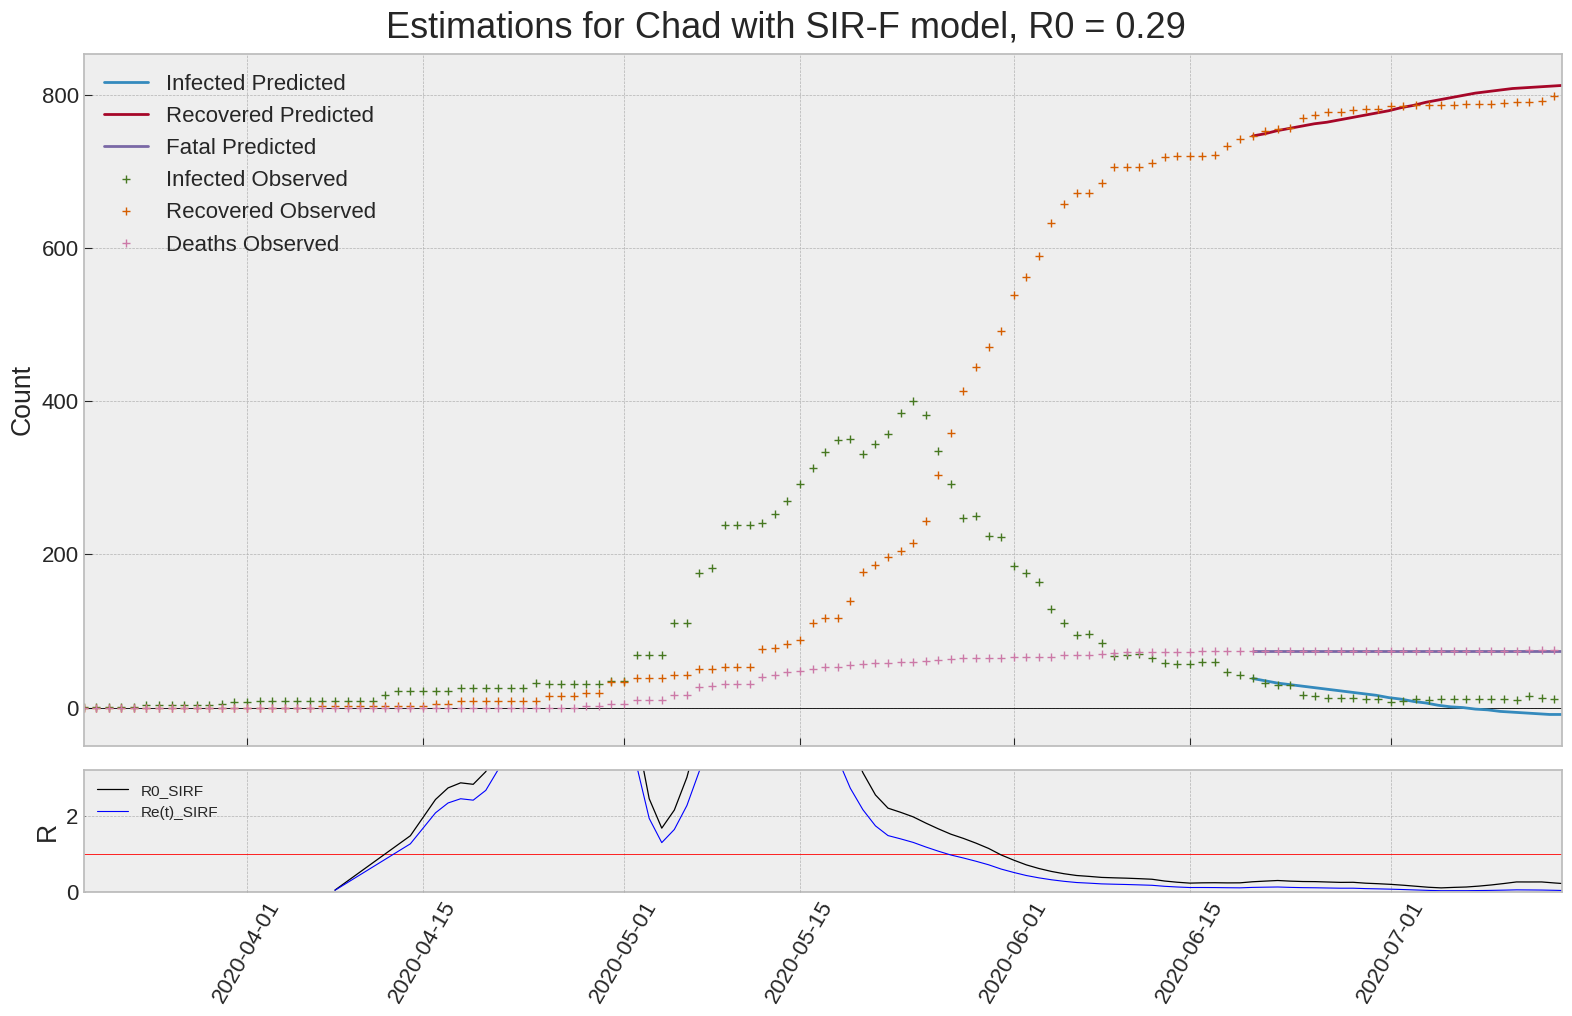 Estimations for Chad with SIR-F model, R0 = 0.29
Infected Predicted
Recovered Predicted
Fatal Predicted
Infected Observed
Recovered Observed
Deaths Observed
800
600
400
200
0
Count
R0_SIRF
Re(t)_SIRF
2
0
R
2020-04-01
2020-04-15
2020-05-01
2020-05-15
2020-06-01
2020-06-15
2020-07-01